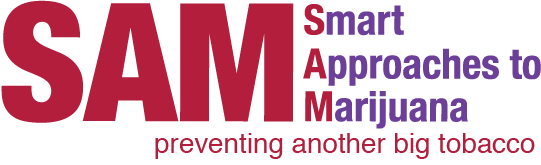 SAM
Smart
Approaches to
Marijuana
preventing another big tobacco